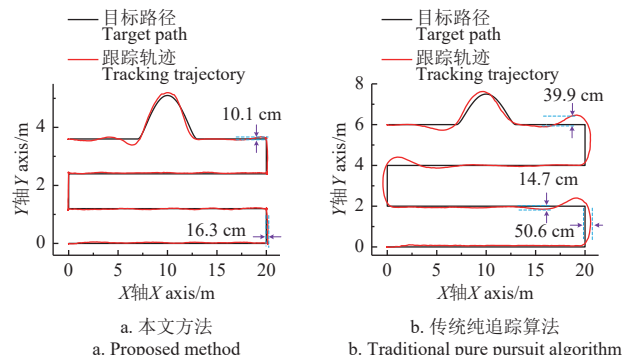 目标路径
Target path
跟踪轨迹
Tracking trajectory
10.1 cm
16.3 cm
Y轴Y axis/m
4
2
0
0 5 10 15 20
X轴X axis/m
a. 本文方法
a. Proposed method
目标路径
Target path
跟踪轨迹
Tracking trajectory
39.9 cm
14.7 cm
50.6 cm
Y轴Y axis/m
8
6
4
2
0
0 5 10 15 20
X轴X axis/m
b. 传统纯追踪算法
b. Traditional pure pursuit algorithm